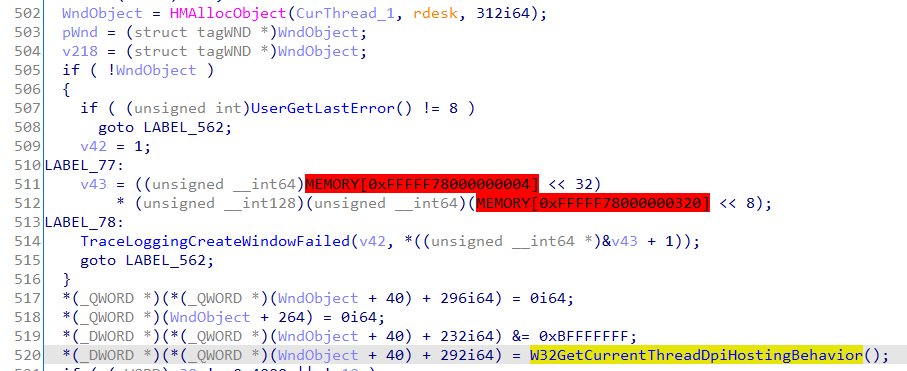 502 WndObject = HMAllocObject(CurThread_1, rdesk, 312i64);
503 pWnd = (struct tagWND *)WndObject;
504 v218 = (struct tagWND *)WndObject;
505 if ( !WndObject )
506 {
507 if ( (unsigned int)UserGetLastError() != 8 )
508 goto LABEL_562;
509 v42 = 1;
510 LABEL_77:
511 v43 = ((unsigned __int64)MEMORY[0xFFFFF78000000004] << 32)
512 * (unsigned __int128)(unsigned __int64)(MEMORY[0xFFFFF78000000320] << 8);
513 LABEL_78:
514 TraceLoggingCreateWindowFailed(v42, *((unsigned __int64 *)&v43 + 1));
515 goto LABEL_562;
516 }
517 *(_QWORD *)(*(_QWORD *)(WndObject + 40) + 296i64) = 0i64;
518 *(_QWORD *)(WndObject + 264) = 0i64;
519 *(_DWORD *)(*(_QWORD *)(WndObject + 40) + 232i64) &= 0xBFFFFFFF;
520 *(_DWORD *)(*(_QWORD *)(WndObject + 40) + 292i64) = W32GetCurrentThreadDpiHostingBehavior();